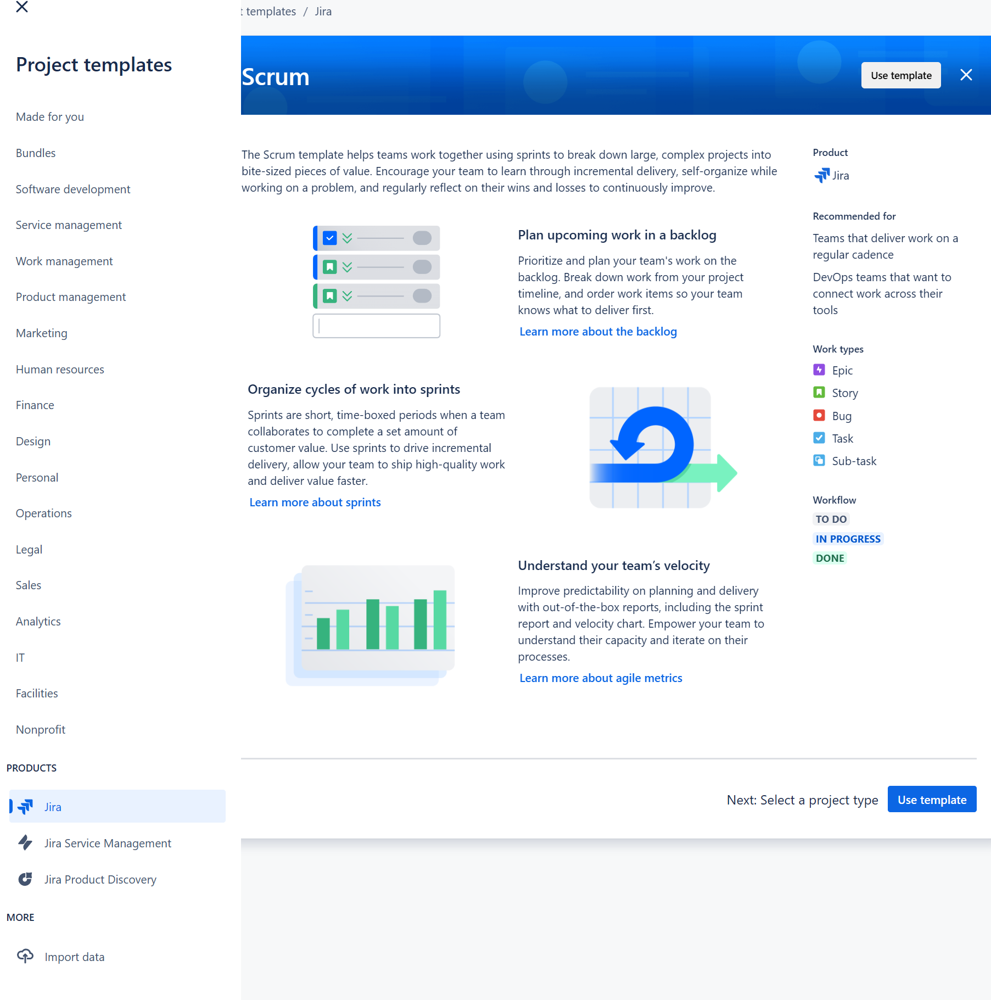 Project templates
Made for you
Bundles
Software development
Service management
Work management
Product management
Marketing
Human resources
Finance
Design
Personal
Operations
Legal
Sales
Analytics
IT
Facilities
Nonprofit
PRODUCTS
Jira
Jira Service Management
Jira Product Discovery
MORE
Import data
templates / Jira
Scrum
Use template
The Scrum template helps teams work together using sprints to break down large, complex projects into
bite-sized pieces of value. Encourage your team to learn through incremental delivery, self-organize while
working on a problem, and regularly reflect on their wins and losses to continuously improve.
Plan upcoming work in a backlog
Prioritize and plan your team's work on the
backlog. Break down work from your project
timeline, and order work items so your team
knows what to deliver first.
Learn more about the backlog
Organize cycles of work into sprints
Sprints are short, time-boxed periods when a team
collaborates to complete a set amount of
customer value. Use sprints to drive incremental
delivery, allow your team to ship high-quality work
and deliver value faster.
Learn more about sprints
Understand your team’s velocity
Improve predictability on planning and delivery
with out-of-the-box reports, including the sprint
report and velocity chart. Empower your team to
understand their capacity and iterate on their
processes.
Learn more about agile metrics
Product
Jira
Recommended for
Teams that deliver work on a
regular cadence
DevOps teams that want to
connect work across their
tools
Work types
Epic
Story
Bug
Task
Sub-task
Workflow
TO DO
IN PROGRESS
DONE
Next: Select a project type
Use template